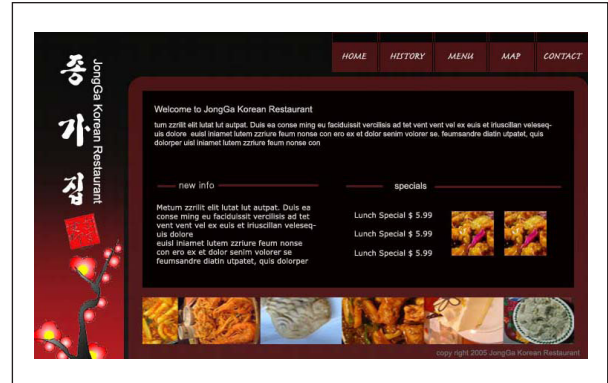 HOME HISTORY MENU MAP CONTACT
종가집
JongGa Korean Restaurant
Welcome to JongGa Korean Restaurant
tum zzrilit elit lutat lut autpat. Duis ea conse ming eu faciduissit vercilisis ad tet vent vent vel ex euis et iriuscillan veleseq-
uis dolore euisl iniamet lutem zzriure feum nonse con ero ex et dolor senim volorer se. feumsandre diatin utpatet, quis
dolorper uisl iniamet lutem zzriure feum nonse con
new info
Metum zzrilit elit lutat lut autpat. Duis ea
conse ming eu faciduissit vercilisis ad tet
vent vent vel ex euis et iriuscillan veleseq-
uis dolore
euisl iniamet lutem zzriure feum nonse
con ero ex et dolor senim volorer se
feumsandre diatin utpatet, quis dolorper
specials
Lunch Special $ 5.99
Lunch Special $ 5.99
Lunch Special $ 5.99
copy right 2005 JongGa Korean Restaurant